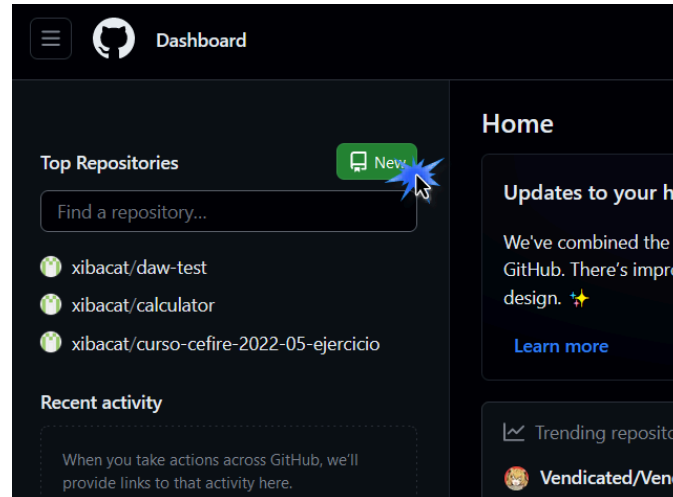 Dashboard
Top Repositories
New
Find a repository...
xibacat/daw-test
xibacat/calculator
xibacat/curso-cefire-2022-05-ejercicio
Recent activity
When you take actions across GitHub, we'll
provide links to that activity here.
Home
Updates to your h
We've combined the
GitHub. There's impro
design. ✨
Learn more
Trending reposito
Vendicated/Ven